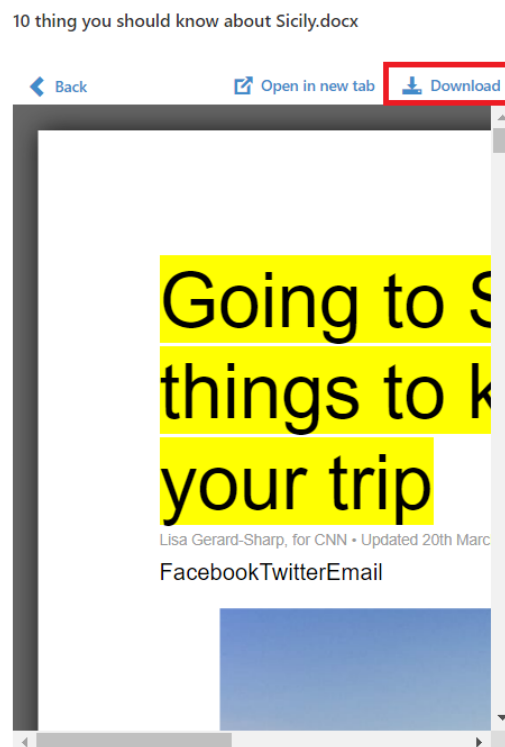 10 thing you should know about Sicily.docx
Back Open in new tab Download
Going to
things to
your trip
Lisa Gerard-Sharp, for CNN • Updated 20th Marc
FacebookTwitterEmail